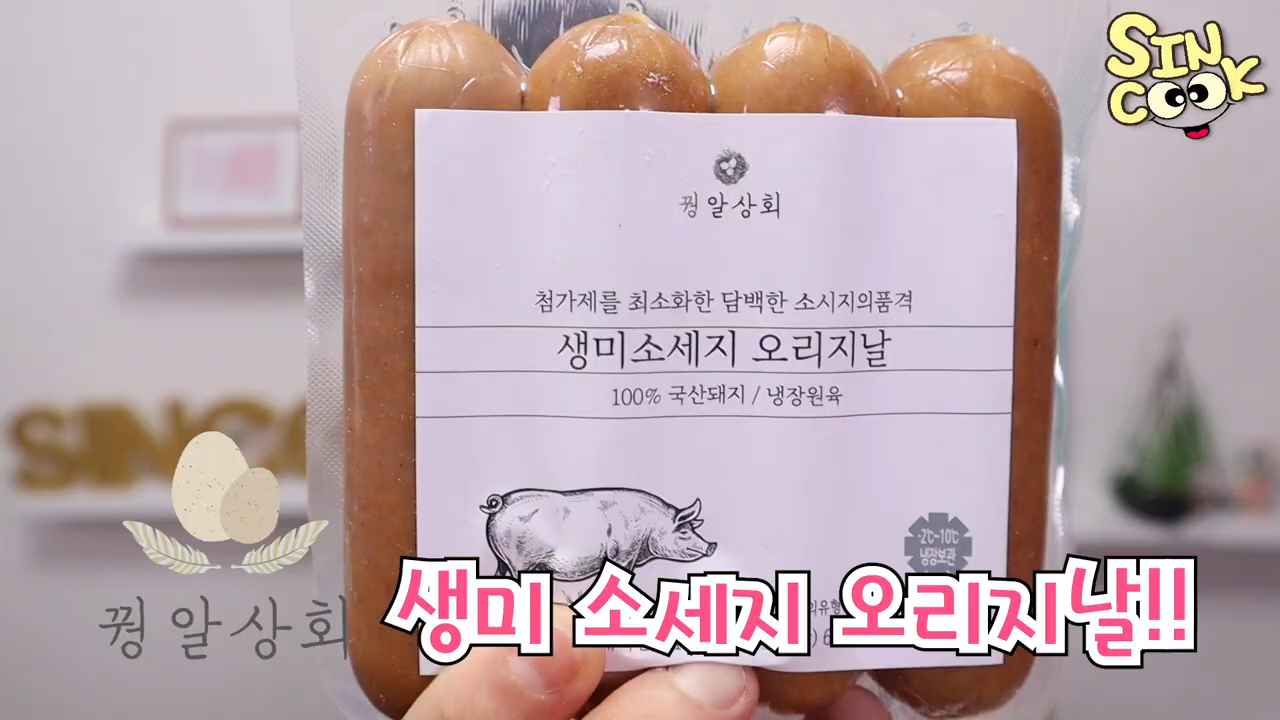 SIN COOK
꿩알상회
첨가제를 최소화한 담백한 소시지의품격
생미소세지 오리지날
100% 국산돼지 / 냉장원육
-2℃~10℃
냉장보관
SINCO
꿩알상회
생미 소세지 오리지날!!